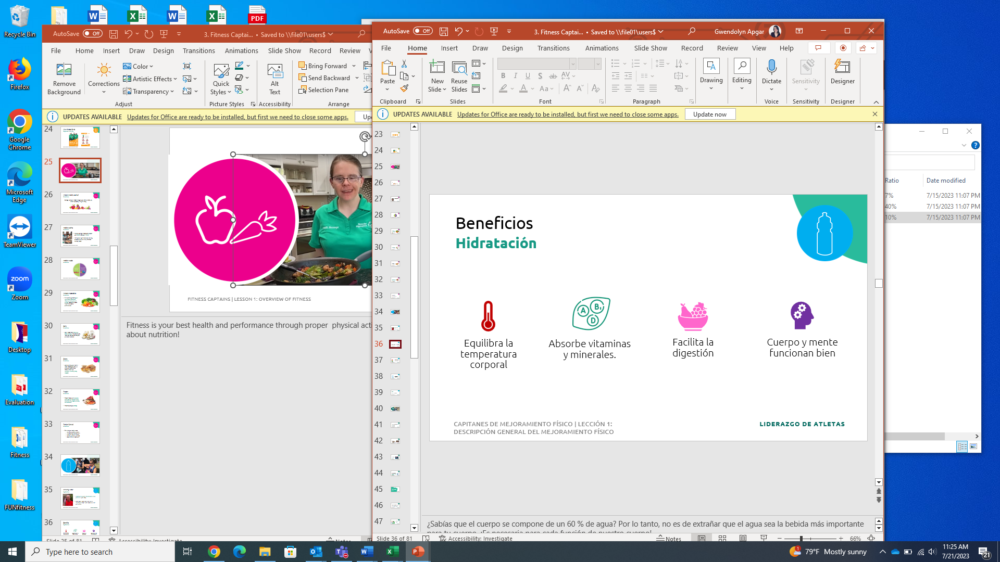 Recycle Bin
Firefox
Google
Chrome
Microsoft
Edge
TeamViewer
zoom
Zoom
Desktop
Evaluation
Fitness
FUNfitness
PDF
AutoSave Off
3. Fitness Captai... • Saved to \\file01\users$
File Home Insert Draw Design Transitions Animations Slide Show Record Review V
Remove
Background
Corrections
Color
Artistic Effects
Transparency
Adjust
Quick
Styles
Picture Styles
Alt
Text
Accessibility
Bring Forward
Send Backward
Selection Pane
Arrange
UPDATES AVAILABLE Updates for Office are ready to be installed, but first we need to close some apps.
24
25
26
27
28
29
30
31
32
33
34
35
36
FITNESS CAPTAINS | LESSON 1: OVERVIEW OF FITNESS
Fitness is your best health and performance through proper physical act
about nutrition!
Slide 25 of 81
Accessibility: Investigate
Notes
AutoSave Off
3. Fitness Captai... • Saved to \\file01\users$
Gwendolyn Apgar
File Home Insert Draw Design Transitions Animations Slide Show Record Review View Help
Paste
Clipboard
New
Slide
Reuse
Slides
Slides
B I U S ab AV
A Aa A A A
Font
Paragraph
Drawing
Editing
Dictate
Voice
Sensitivity
Sensitivity
Designer
Designer
UPDATES AVAILABLE Updates for Office are ready to be installed, but first we need to close some apps. Update now
23
24
25
26
27
28
29
30
31
32
33
34
35
36
37
38
39
40
41
42
43
44
45
46
47
Beneficios
Hidratación
A B D
Equilibra la
temperatura
corporal
Absorbe vitaminas
y minerales.
Facilita la
digestión
Cuerpo y mente
funcionan bien
CAPITANES DE MEJORAMIENTO FÍSICO | LECCIÓN 1:
DESCRIPCIÓN GENERAL DEL MEJORAMIENTO FÍSICO
LIDERAZGO DE ATLETAS
¿Sabías que el cuerpo se compone de un 60 % de agua? Por lo tanto, no es de extrañar que el agua sea la bebida más importante
Slide 36 of 81
Accessibility: Investigate
Notes
66%
Ratio Date modified
7% 7/15/2023 11:07 PM
40% 7/15/2023 11:07 PM
10% 7/15/2023 11:07 PM
Type here to search
79°F Mostly sunny
11:25 AM
7/21/2023
21